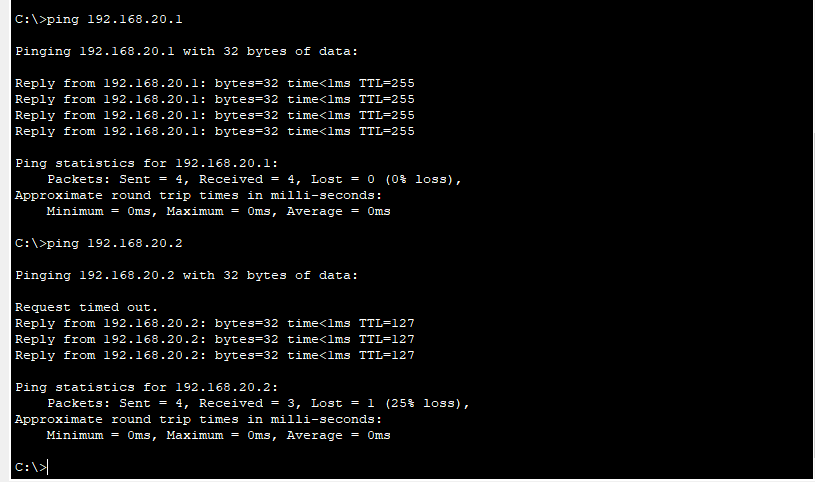 C:\>ping 192.168.20.1
Pinging 192.168.20.1 with 32 bytes of data:
Reply from 192.168.20.1: bytes=32 time<1ms TTL=255
Reply from 192.168.20.1: bytes=32 time<1ms TTL=255
Reply from 192.168.20.1: bytes=32 time<1ms TTL=255
Reply from 192.168.20.1: bytes=32 time<1ms TTL=255
Ping statistics for 192.168.20.1:
    Packets: Sent = 4, Received = 4, Lost = 0 (0% loss),
Approximate round trip times in milli-seconds:
    Minimum = 0ms, Maximum = 0ms, Average = 0ms
C:\>ping 192.168.20.2
Pinging 192.168.20.2 with 32 bytes of data:
Request timed out.
Reply from 192.168.20.2: bytes=32 time<1ms TTL=127
Reply from 192.168.20.2: bytes=32 time<1ms TTL=127
Reply from 192.168.20.2: bytes=32 time<1ms TTL=127
Ping statistics for 192.168.20.2:
    Packets: Sent = 4, Received = 3, Lost = 1 (25% loss),
Approximate round trip times in milli-seconds:
    Minimum = 0ms, Maximum = 0ms, Average = 0ms
C:\>